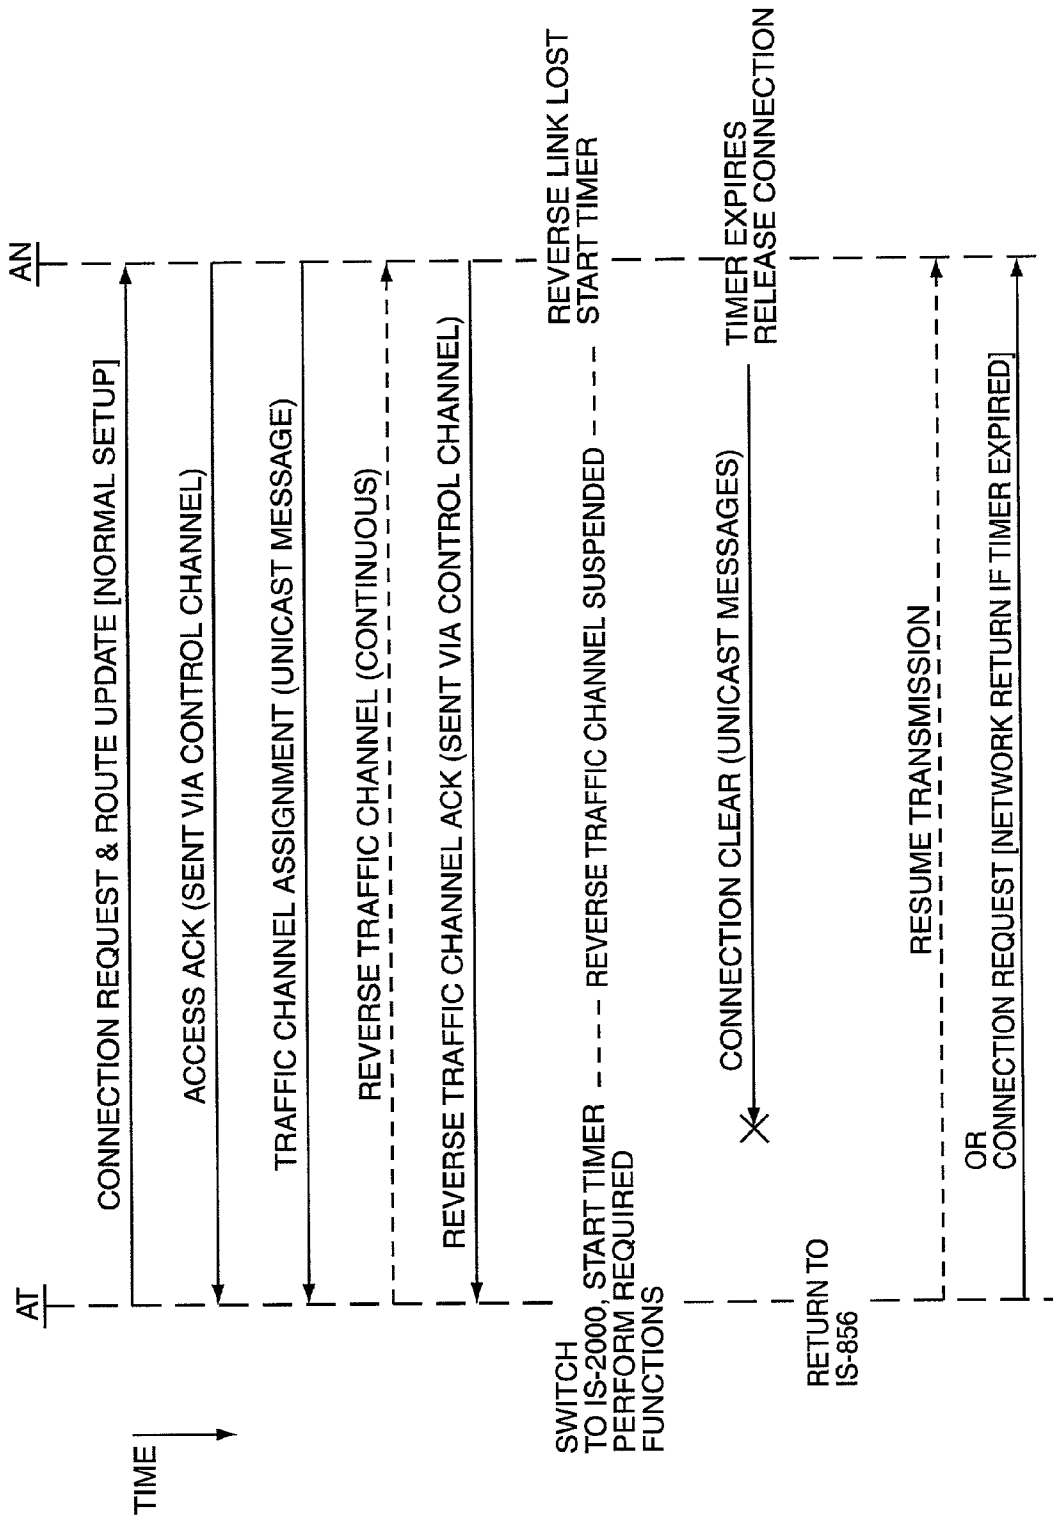 AT
AN
TIME
CONNECTION REQUEST & ROUTE UPDATE [NORMAL SETUP]
ACCESS ACK (SENT VIA CONTROL CHANNEL)
TRAFFIC CHANNEL ASSIGNMENT (UNICAST MESSAGE)
REVERSE TRAFFIC CHANNEL (CONTINUOUS)
REVERSE TRAFFIC CHANNEL ACK (SENT VIA CONTROL CHANNEL)
SWITCH
TO IS-2000, START TIMER
PERFORM REQUIRED
FUNCTIONS
REVERSE TRAFFIC CHANNEL SUSPENDED
REVERSE LINK LOST
START TIMER
CONNECTION CLEAR (UNICAST MESSAGES)
TIMER EXPIRES
RELEASE CONNECTION
RETURN TO
IS-856
RESUME TRANSMISSION
OR
CONNECTION REQUEST [NETWORK RETURN IF TIMER EXPIRED]